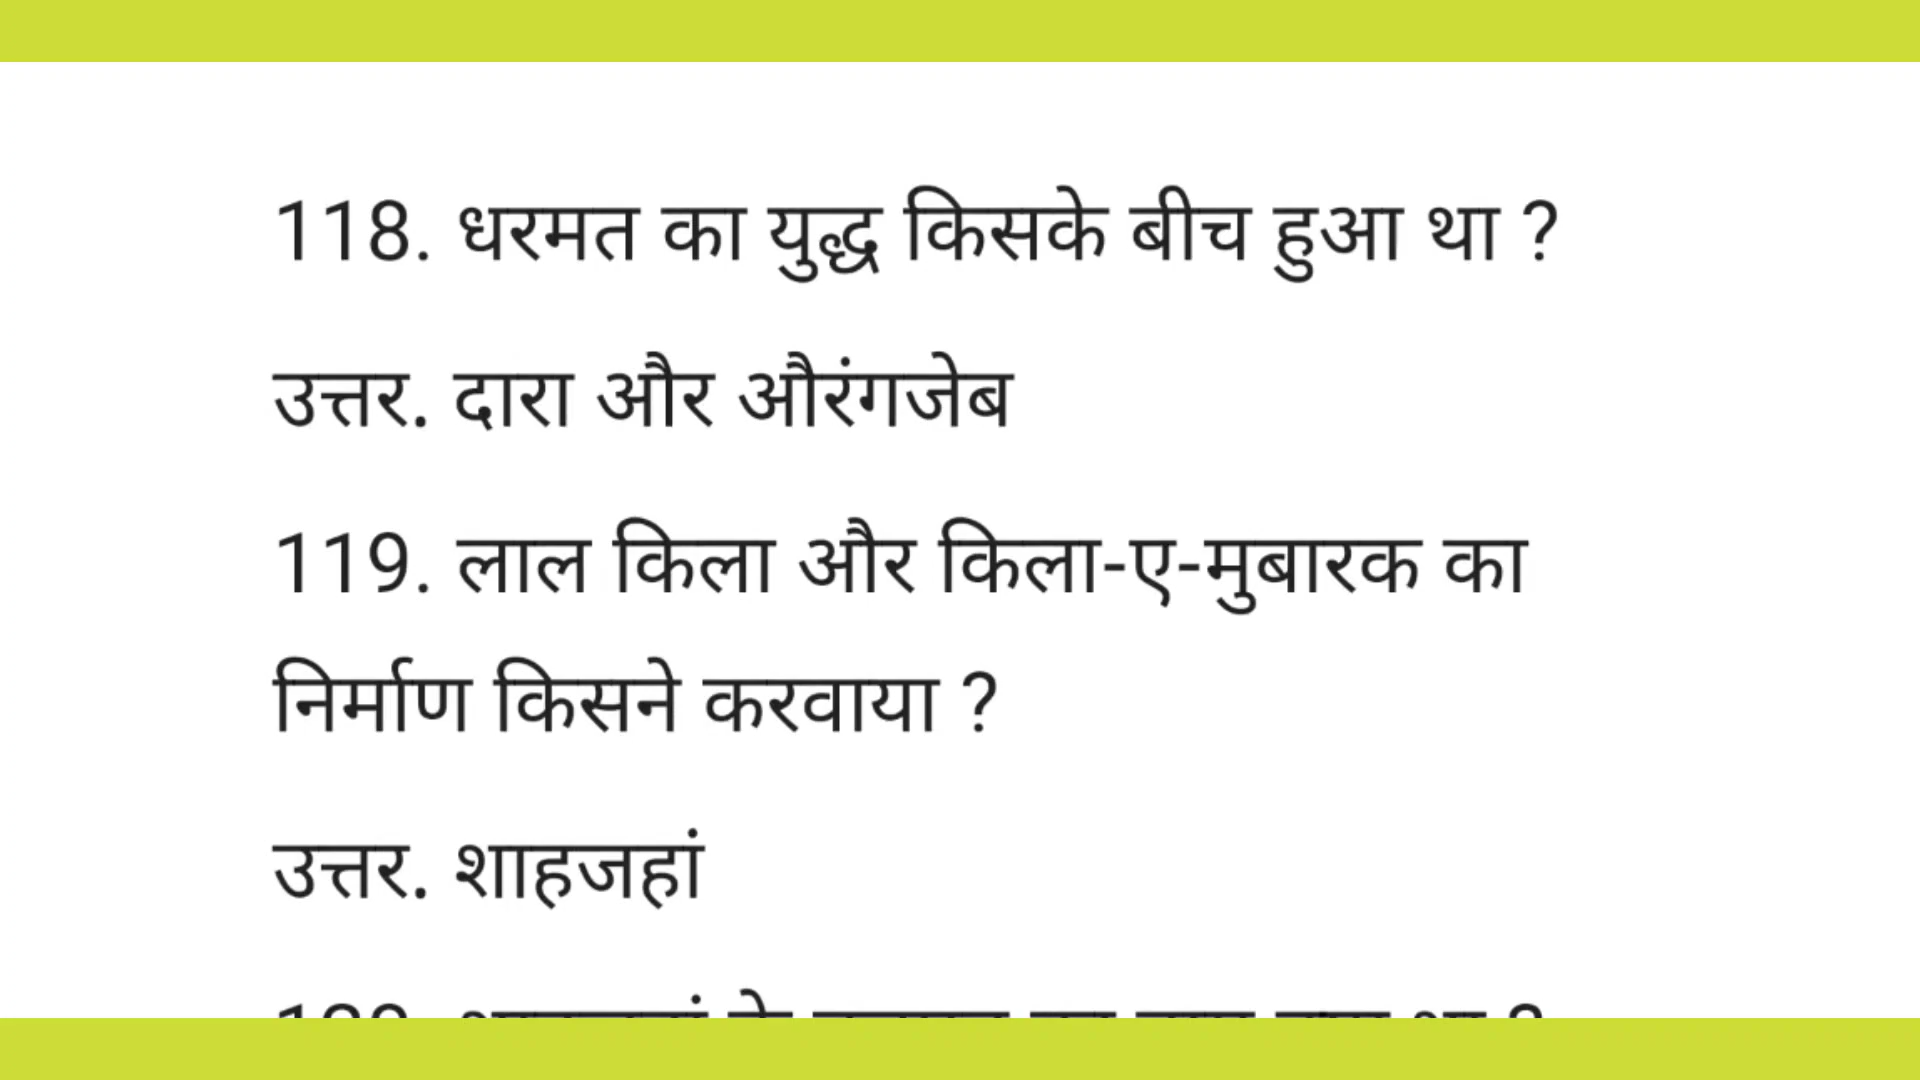 118. धरमत का युद्ध किसके बीच हुआ था ?
उत्तर. दारा और औरंगजेब
119. लाल किला और किला-ए-मुबारक का
निर्माण किसने करवाया ?
उत्तर. शाहजहां